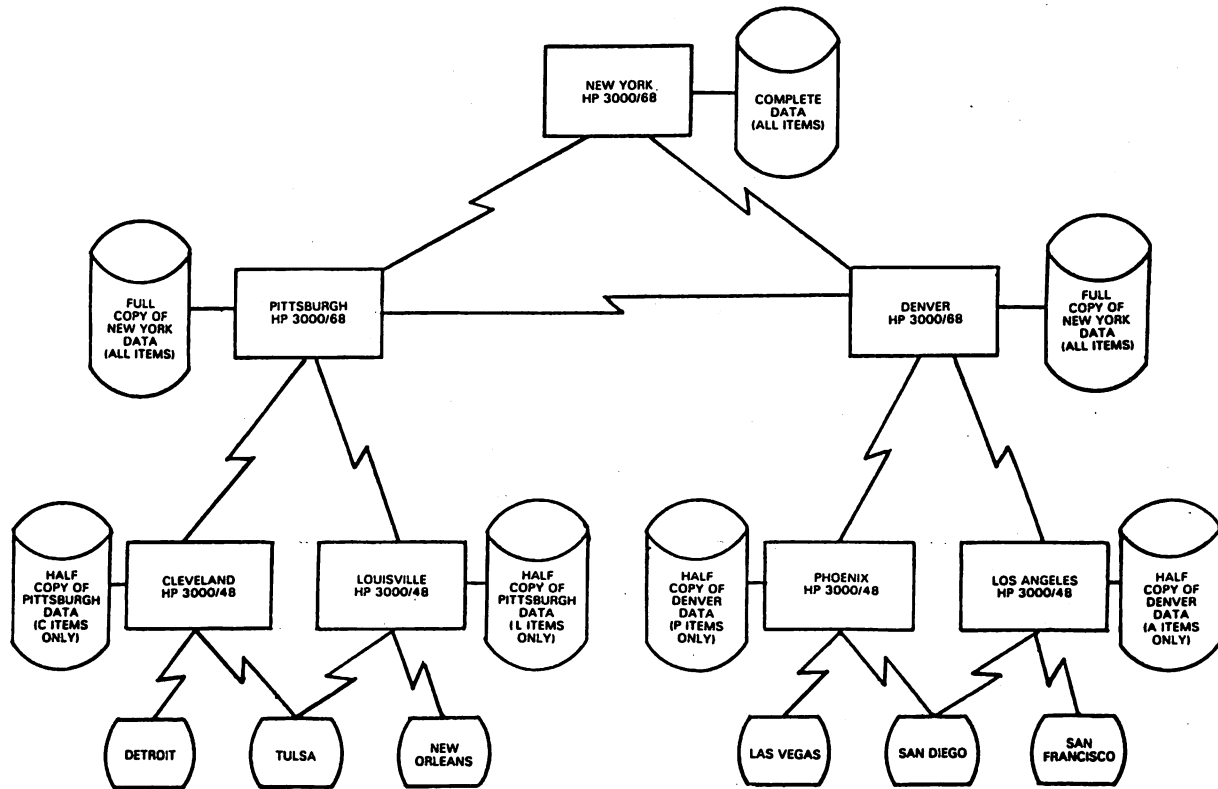 NEW YORK
HP 3000/68
COMPLETE
DATA
(ALL ITEMS)
FULL
COPY OF
NEW YORK
DATA
(ALL ITEMS)
PITTSBURGH
HP 3000/68
DENVER
HP 3000/68
FULL
COPY OF
NEW YORK
DATA
(ALL ITEMS)
HALF
COPY OF
PITTSBURGH
DATA
(C ITEMS
ONLY)
CLEVELAND
HP 3000/48
LOUISVILLE
HP 3000/48
HALF
COPY OF
PITTSBURGH
DATA
(L ITEMS
ONLY)
HALF
COPY OF
DENVER
DATA
(P ITEMS
ONLY)
PHOENIX
HP 3000/48
LOS ANGELES
HP 3000/48
HALF
COPY OF
DENVER
DATA
(A ITEMS
ONLY)
DETROIT
TULSA
NEW
ORLEANS
LAS VEGAS
SAN DIEGO
SAN
FRANCISCO